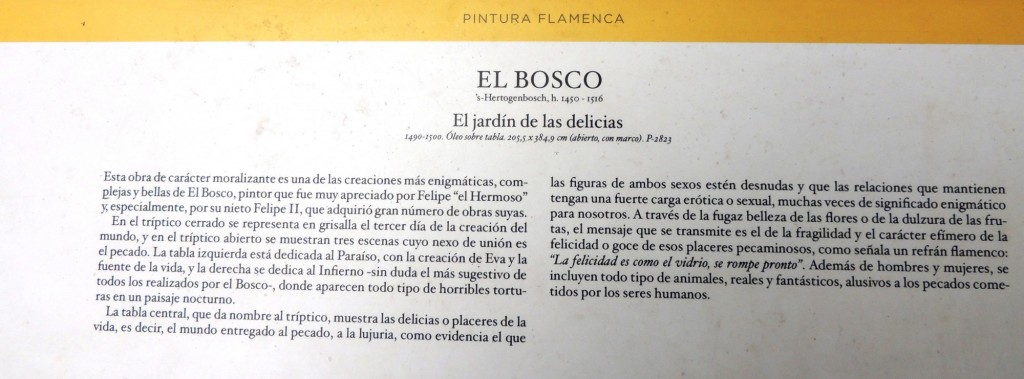 PINTURA FLAMENCA
EL BOSCO
's-Hertogenbosch, h. 1450 - 1516
El jardín de las delicias
1490-1500. Óleo sobre tabla. 205,5 x 384,9 cm (abierto, con marco). P-2823
Esta obra de carácter moralizante es una de las creaciones más enigmáticas, com-
plejas y bellas de El Bosco, pintor que fue muy apreciado por Felipe "el Hermoso"
y, especialmente, por su nieto Felipe II, que adquirió gran número de obras suyas.
En el tríptico cerrado se representa en grisalla el tercer día de la creación del
mundo, y en el tríptico abierto se muestran tres escenas cuyo nexo de unión es
el pecado. La tabla izquierda está dedicada al Paraíso, con la creación de Eva y la
fuente de la vida, y la derecha se dedica al Infierno -sin duda el más sugestivo de
todos los realizados por el Bosco-, donde aparecen todo tipo de horribles tortu-
ras en un paisaje nocturno.
La tabla central, que da nombre al tríptico, muestra las delicias o placeres de la
vida, es decir, el mundo entregado al pecado, a la lujuria, como evidencia el que
las figuras de ambos sexos estén desnudas y que las relaciones que mantienen
tengan una fuerte carga erótica o sexual, muchas veces de significado enigmático
para nosotros. A través de la fugaz belleza de las flores o de la dulzura de las fru-
tas, el mensaje que se transmite es el de la fragilidad y el carácter efímero de la
felicidad o goce de esos placeres pecaminosos, como señala un refrán flamenco:
"La felicidad es como el vidrio, se rompe pronto". Además de hombres y mujeres, se
incluyen todo tipo de animales, reales y fantásticos, alusivos a los pecados come-
tidos por los seres humanos.